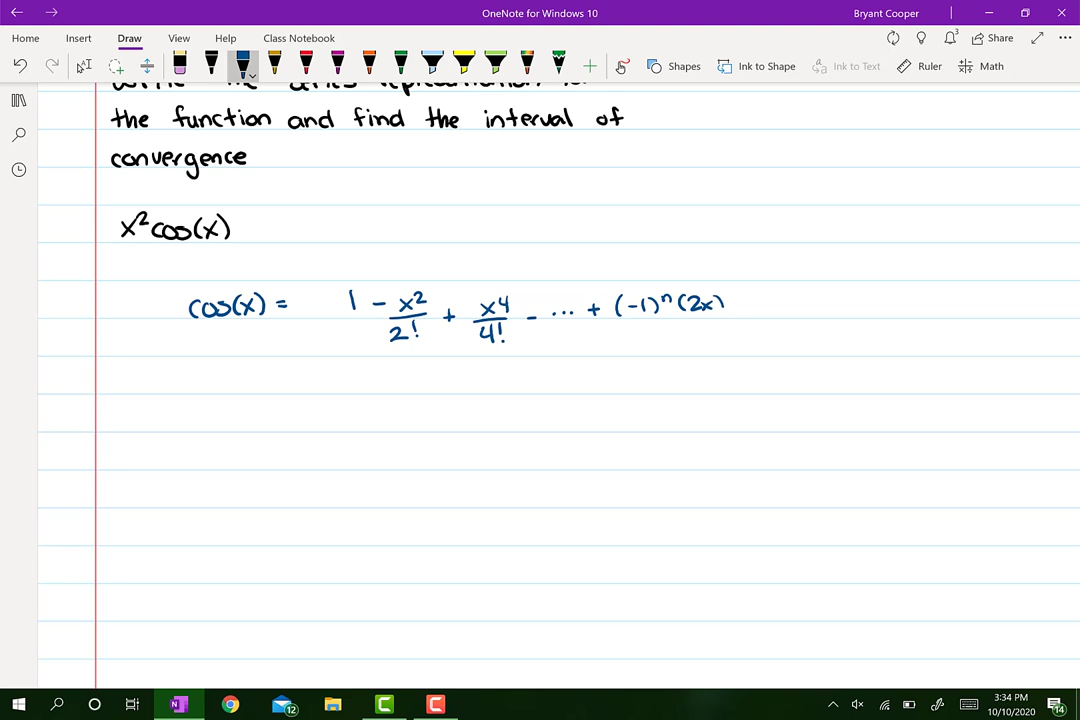 OneNote for Windows 10
Bryant Cooper
Home Insert Draw View Help Class Notebook
Share
Shapes Ink to Shape Ink to Text Ruler Math
the function and find the interval of
convergence
x²cos(x)
cos(x) = 1 - x²/2! + x⁴/4! - ... + (-1)ⁿ(2x)
12
3:34 PM
10/10/2020
14